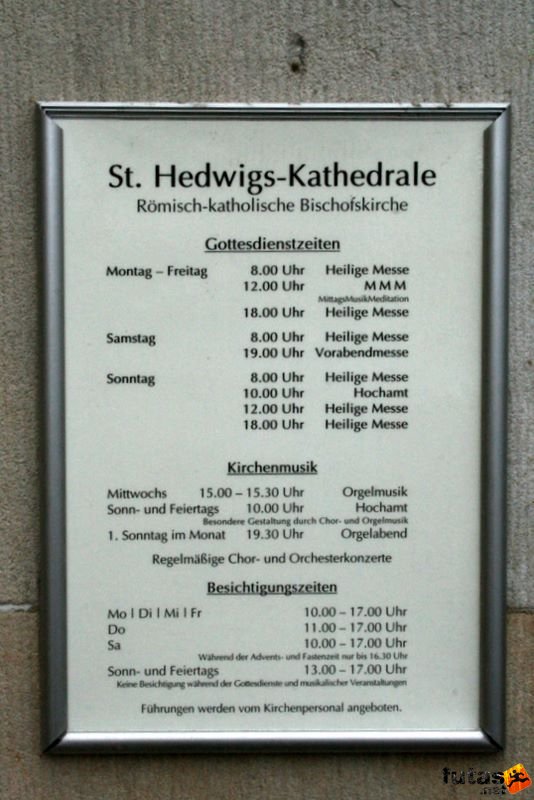 St. Hedwigs-Kathedrale
Römisch-katholische Bischofskirche
Gottesdienstzeiten
Montag – Freitag 8.00 Uhr Heilige Messe
12.00 Uhr M M M
MittagsMusikMeditation
18.00 Uhr Heilige Messe
Samstag 8.00 Uhr Heilige Messe
19.00 Uhr Vorabendmesse
Sonntag 8.00 Uhr Heilige Messe
10.00 Uhr Hochamt
12.00 Uhr Heilige Messe
18.00 Uhr Heilige Messe
Kirchenmusik
Mittwochs 15.00 – 15.30 Uhr Orgelmusik
Sonn- und Feiertags 10.00 Uhr Hochamt
Besondere Gestaltung durch Chor- und Orgelmusik
1. Sonntag im Monat 19.30 Uhr Orgelabend
Regelmäßige Chor- und Orchesterkonzerte
Besichtigungszeiten
Mo | Di | Mi | Fr 10.00 – 17.00 Uhr
Do 11.00 – 17.00 Uhr
Sa 10.00 – 17.00 Uhr
Während der Advents- und Fastenzeit nur bis 16.30 Uhr
Sonn- und Feiertags 13.00 – 17.00 Uhr
Keine Besichtigung während der Gottesdienste und musikalischer Veranstaltungen
Führungen werden vom Kirchenpersonal angeboten.
futas
.net